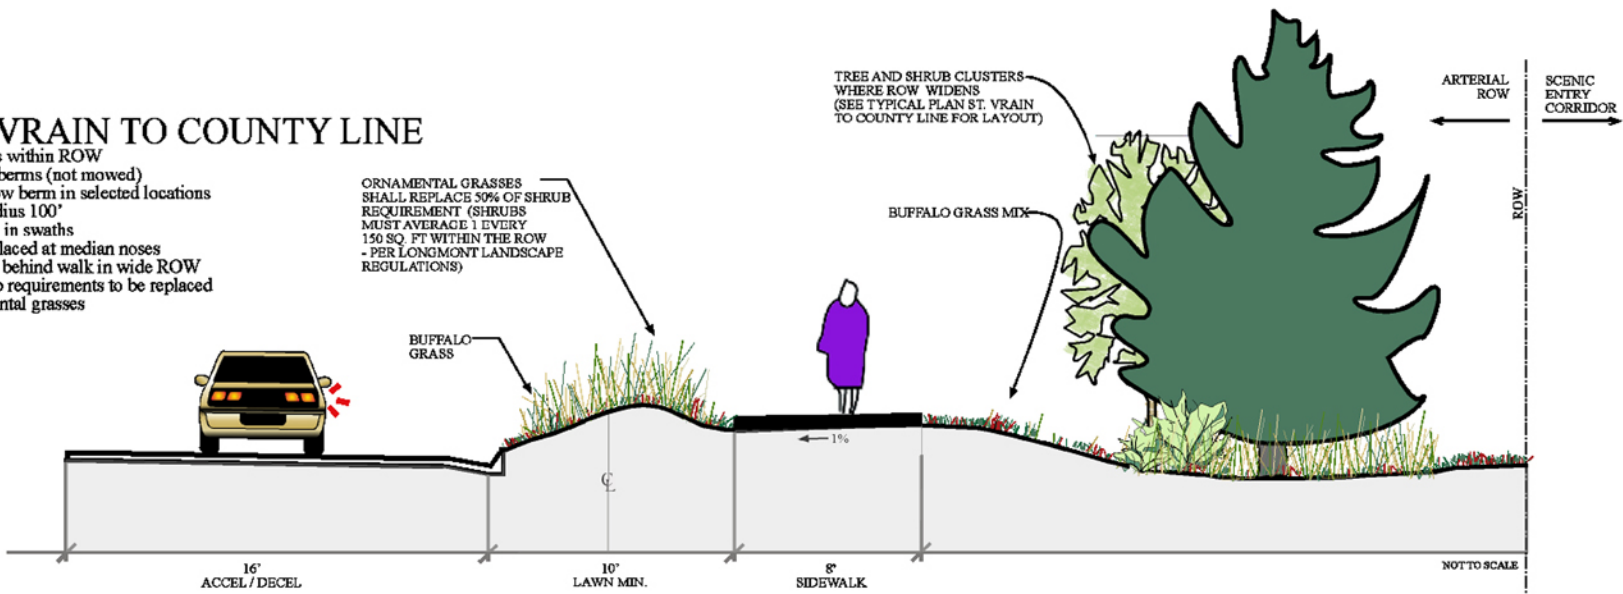 VRAIN TO COUNTY LINE
within ROW
berms (not mowed)
berm in selected locations
100'
in swaths
at median noses
behind walk in wide ROW
requirements to be replaced
grasses
ORNAMENTAL GRASSES
SHALL REPLACE 50% OF SHRUB
REQUIREMENT (SHRUBS
MUST AVERAGE 1 EVERY
150 SQ. FT WITHIN THE ROW
- PER LONGMONT LANDSCAPE
REGULATIONS)
BUFFALO
GRASS
TREE AND SHRUB CLUSTERS
WHERE ROW WIDENS
(SEE TYPICAL PLAN ST. VRAIN
TO COUNTY LINE FOR LAYOUT)
BUFFALO GRASS MIX
ARTERIAL
ROW
SCENIC
ENTRY
CORRIDOR
ROW
1%
CL
16'
ACCEL / DECEL
10'
LAWN MIN.
8'
SIDEWALK
NOT TO SCALE